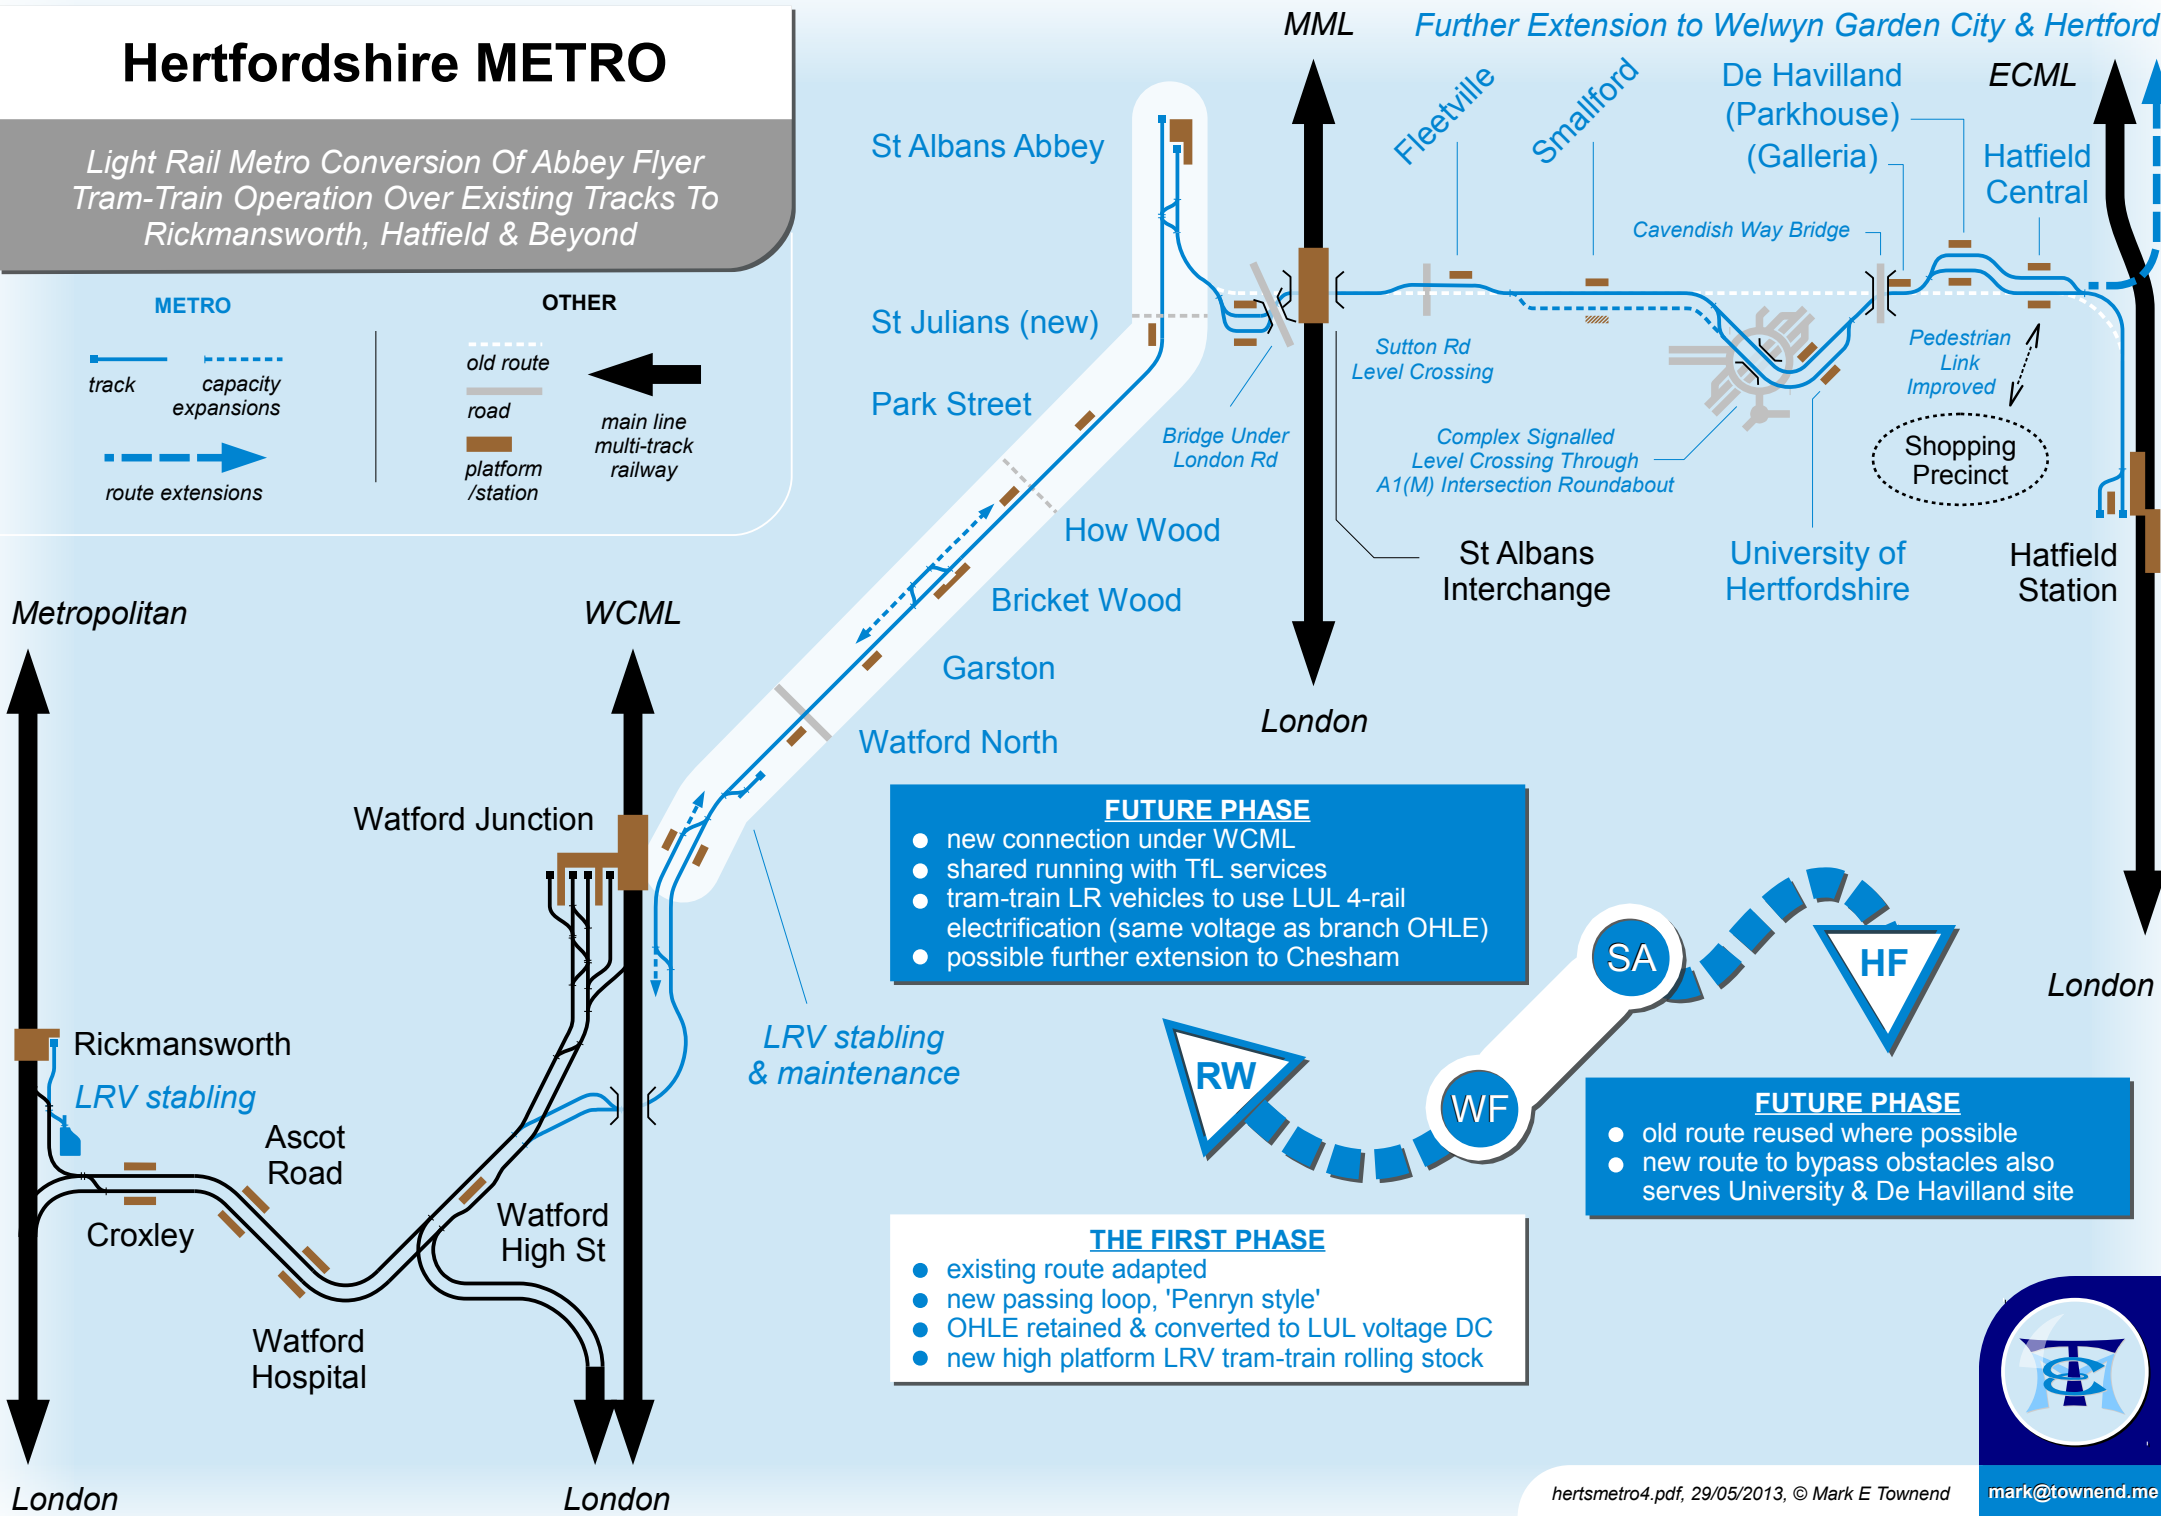 Hertfordshire METRO
Light Rail Metro Conversion Of Abbey Flyer
Tram-Train Operation Over Existing Tracks To
Rickmansworth, Hatfield & Beyond
METRO
track
capacity
expansions
route extensions
OTHER
old route
road
platform
/station
main line
multi-track
railway
MML
Further Extension to Welwyn Garden City & Hertford
ECML
St Albans Abbey
Fleetville
Smallford
De Havilland
(Parkhouse)
(Galleria)
Hatfield
Central
Cavendish Way Bridge
St Julians (new)
Park Street
Bridge Under
London Rd
Sutton Rd
Level Crossing
Complex Signalled
Level Crossing Through
A1(M) Intersection Roundabout
Pedestrian
Link
Improved
Shopping
Precinct
How Wood
Bricket Wood
Garston
Watford North
St Albans
Interchange
University of
Hertfordshire
Hatfield
Station
London
London
Metropolitan
WCML
Watford Junction
LRV stabling
& maintenance
Rickmansworth
LRV stabling
Ascot
Road
Croxley
Watford
High St
Watford
Hospital
London
London
FUTURE PHASE
● new connection under WCML
● shared running with TfL services
● tram-train LR vehicles to use LUL 4-rail
electrification (same voltage as branch OHLE)
● possible further extension to Chesham
SA
HF
RW
WF
FUTURE PHASE
● old route reused where possible
● new route to bypass obstacles also
serves University & De Havilland site
THE FIRST PHASE
● existing route adapted
● new passing loop, 'Penryn style'
● OHLE retained & converted to LUL voltage DC
● new high platform LRV tram-train rolling stock
hertsmetro4.pdf, 29/05/2013, © Mark E Townend
mark@townend.me